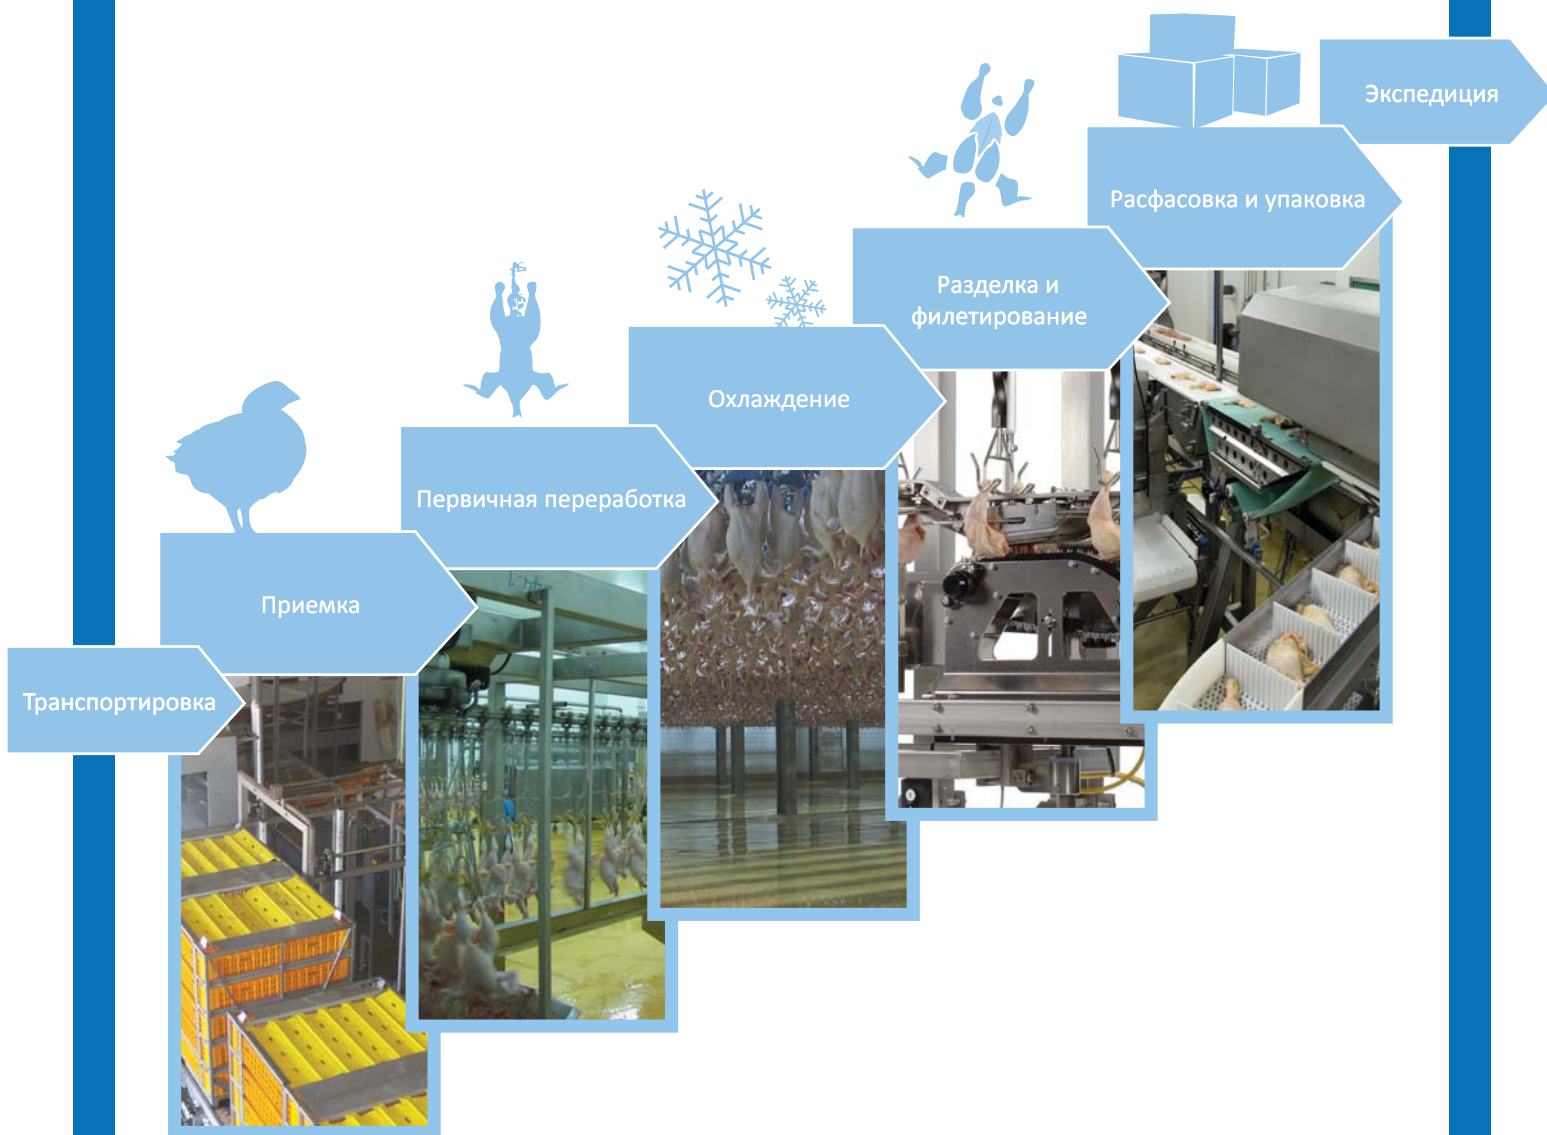 Транспортировка
Приемка
Первичная переработка
Охлаждение
Разделка и
филетирование
Расфасовка и упаковка
Экспедиция